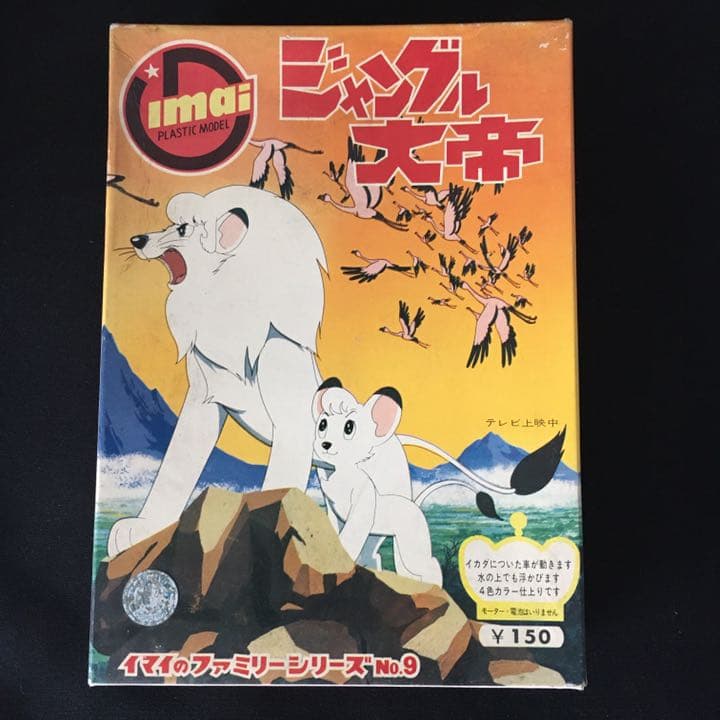 imai
PLASTIC MODEL
ジャングル
大帝
テレビ上映中
イカダについた車が動きます
水の上でも浮かびます
4色カラー仕上りです
モーター・電池はいりません
¥150
イマイのファミリーシリーズNo.9